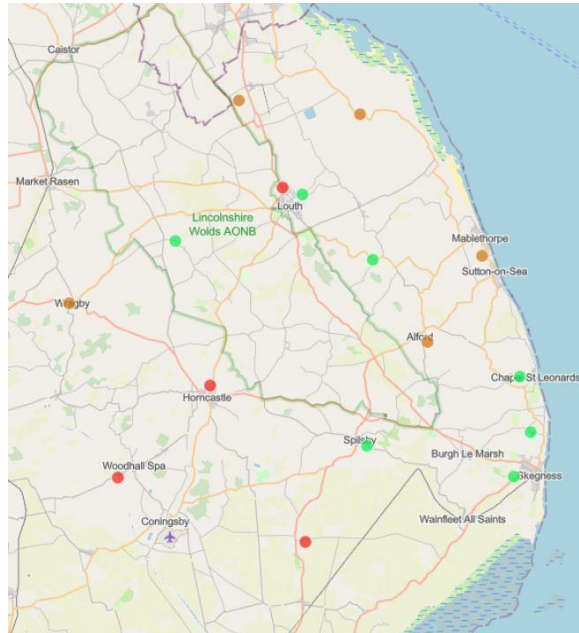 Caistor
Market Rasen
Louth
Lincolnshire
Wolds AONB
Mablethorpe
Sutton-on-Sea
Wragby
Alford
Chapel St Leonards
Horncastle
Spilsby
Burgh Le Marsh
Woodhall Spa
Skegness
Wainfleet All Saints
Coningsby